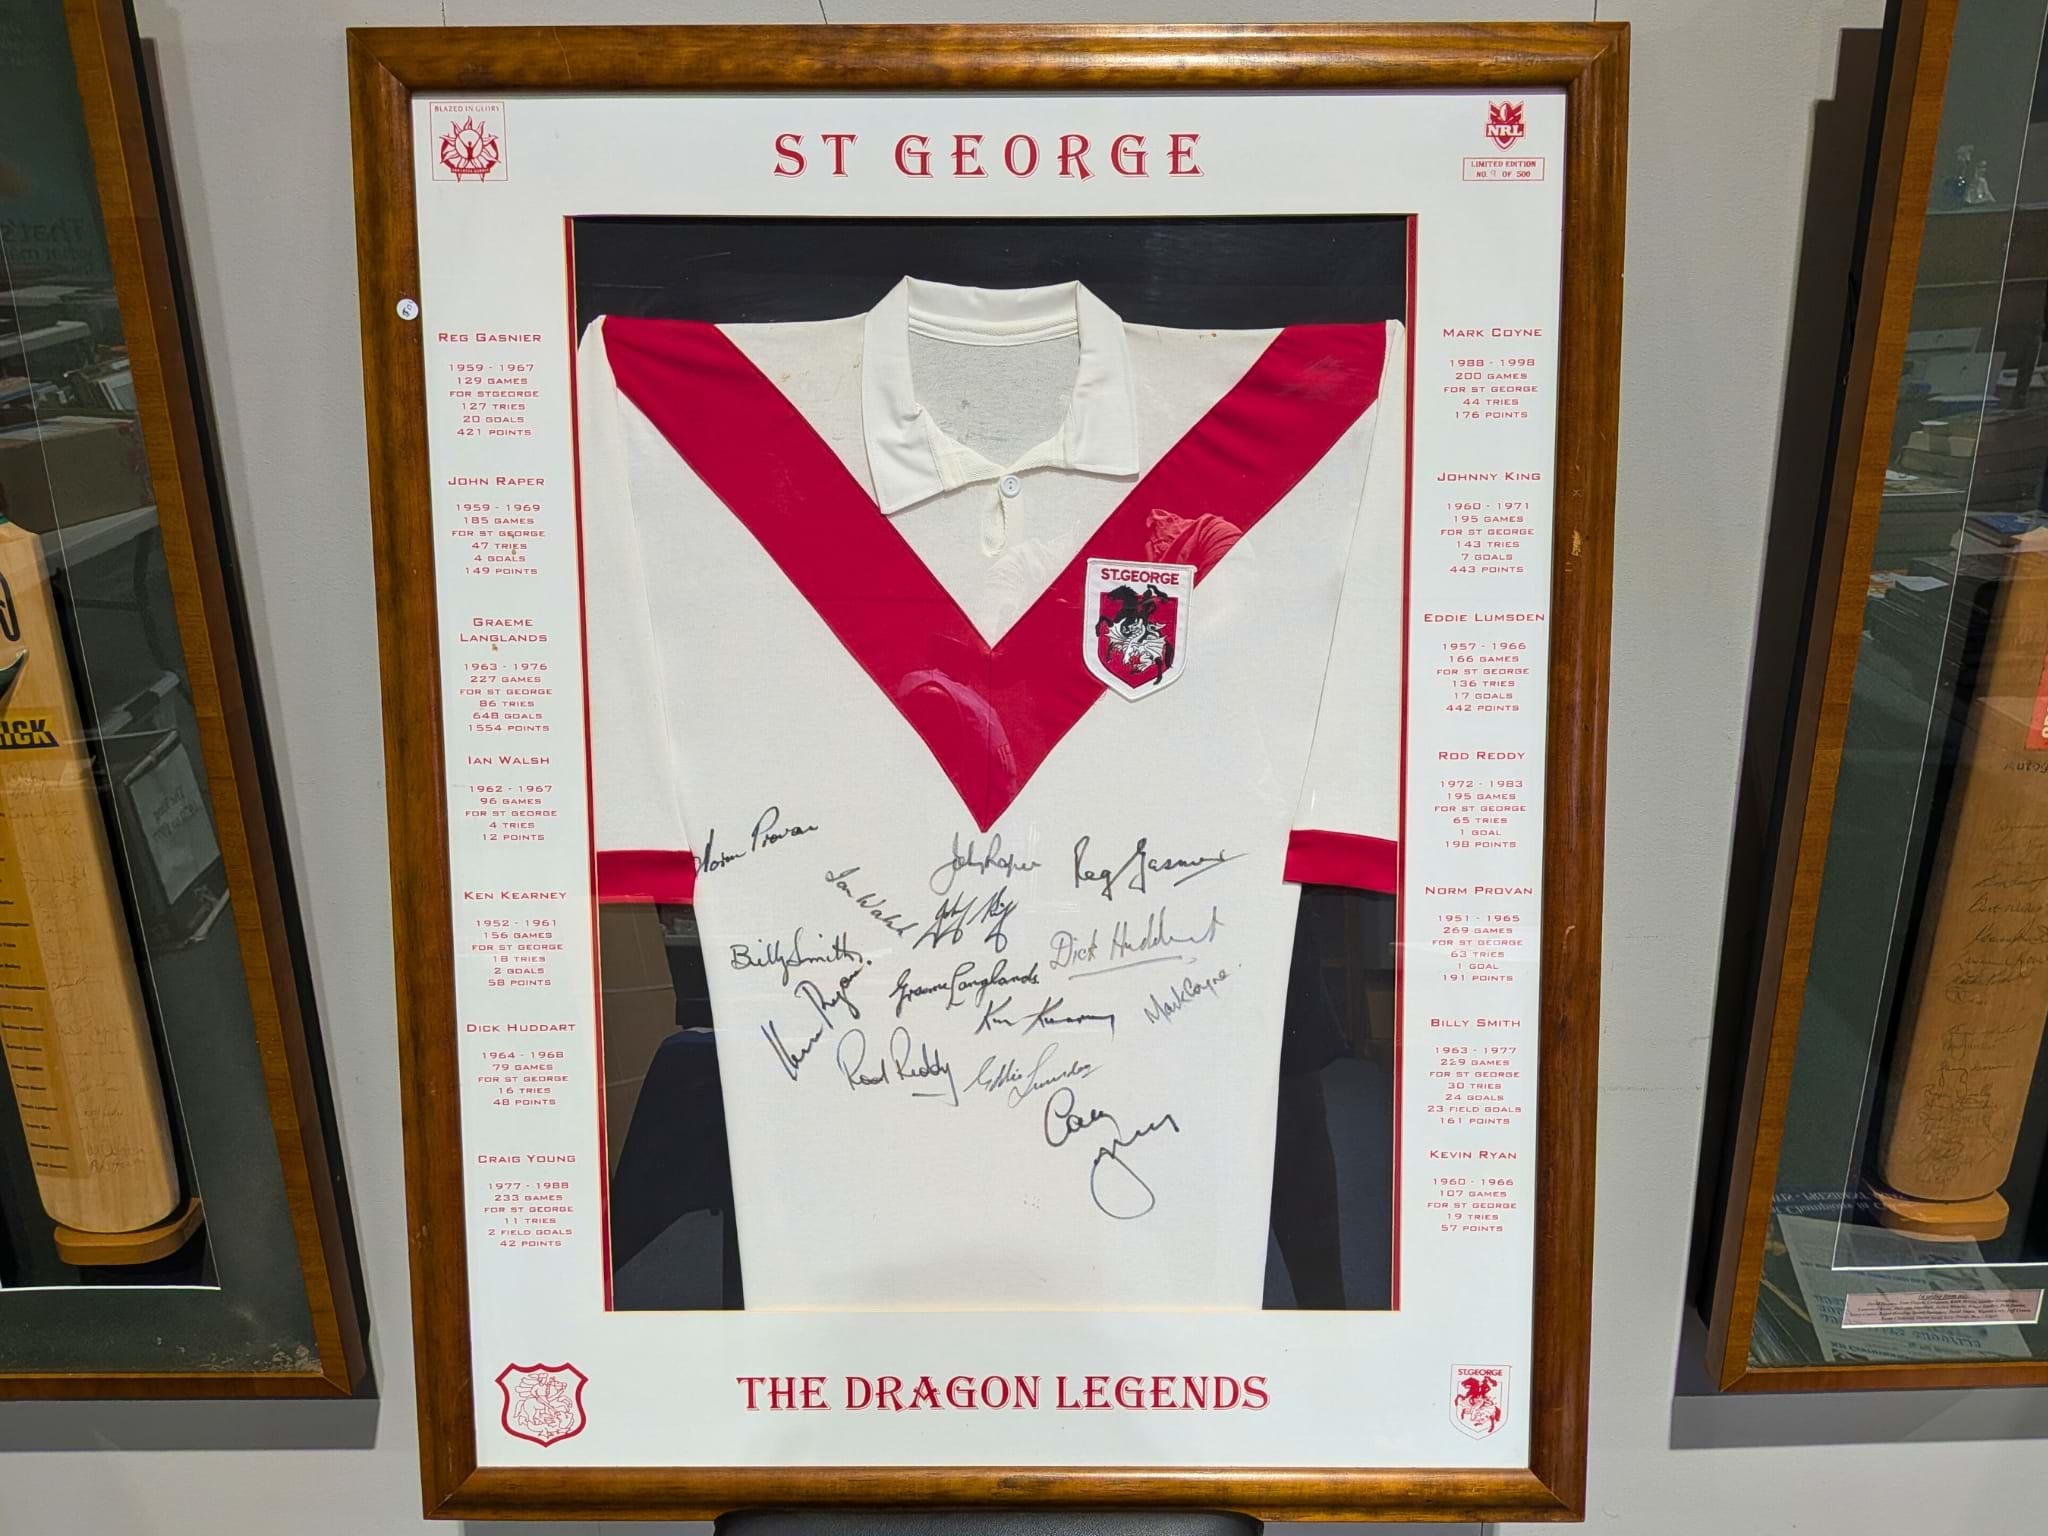 BLAZED IN GLORY
ST GEORGE
NRL
LIMITED EDITION
NO. 9 OF 500
REG GASNIER
1959 - 1967
129 GAMES
FOR STGEORGE
127 TRIES
20 GOALS
421 POINTS
JOHN RAPER
1959 - 1969
185 GAMES
FOR ST GEORGE
47 TRIES
4 GOALS
149 POINTS
GRAEME
LANGLANDS
1963 - 1976
227 GAMES
FOR ST GEORGE
86 TRIES
648 GOALS
1554 POINTS
IAN WALSH
1962 - 1967
96 GAMES
FOR ST GEORGE
4 TRIES
12 POINTS
KEN KEARNEY
1952 - 1961
156 GAMES
FOR ST GEORGE
18 TRIES
2 GOALS
58 POINTS
DICK HUDDART
1964 - 1968
79 GAMES
FOR ST GEORGE
16 TRIES
48 POINTS
CRAIG YOUNG
1977 - 1988
233 GAMES
FOR ST GEORGE
11 TRIES
2 FIELD GOALS
42 POINTS
ST.GEORGE
Norm Provan
John Raper
Reg Gasnier
Ian Walsh
Johnny King
Billy Smith
Dick Huddart
Graeme Langlands
Kevin Ryan
Ken Kearney
Mark Coyne
Rod Reddy
Eddie Lumsden
Craig Young
MARK COYNE
1988 - 1998
200 GAMES
FOR ST GEORGE
44 TRIES
176 POINTS
JOHNNY KING
1960 - 1971
195 GAMES
FOR ST GEORGE
143 TRIES
7 GOALS
443 POINTS
EDDIE LUMSDEN
1957 - 1966
166 GAMES
FOR ST GEORGE
136 TRIES
17 GOALS
442 POINTS
ROD REDDY
1972 - 1983
195 GAMES
FOR ST GEORGE
65 TRIES
1 GOAL
198 POINTS
NORM PROVAN
1951 - 1965
269 GAMES
FOR ST GEORGE
63 TRIES
1 GOAL
191 POINTS
BILLY SMITH
1963 - 1977
229 GAMES
FOR ST GEORGE
30 TRIES
24 GOALS
23 FIELD GOALS
161 POINTS
KEVIN RYAN
1960 - 1966
107 GAMES
FOR ST GEORGE
19 TRIES
57 POINTS
THE DRAGON LEGENDS
ST.GEORGE